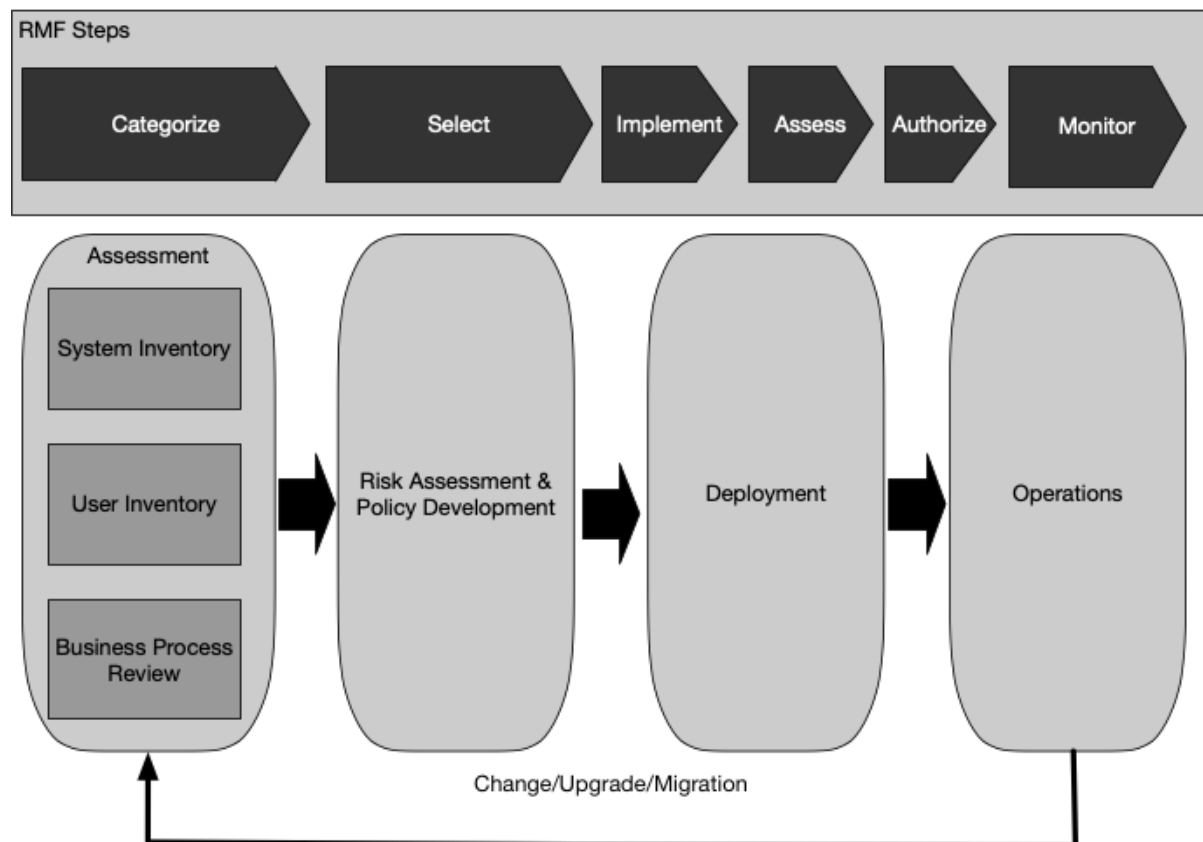 RMF Steps
Categorize
Select
Implement
Assess
Authorize
Monitor
Assessment
System Inventory
User Inventory
Business Process
Review
Risk Assessment &
Policy Development
Deployment
Operations
Change/Upgrade/Migration